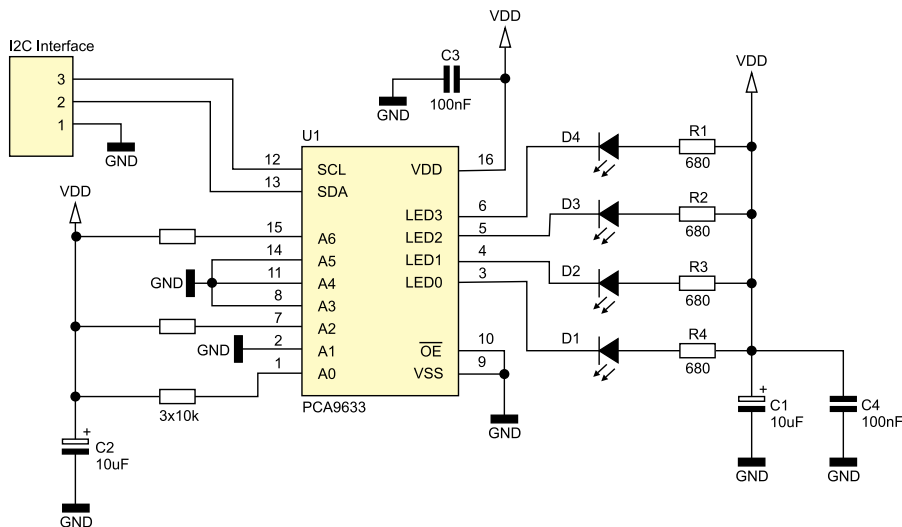 I2C Interface
3
2
1
GND
VDD
C3
100nF
GND
VDD
U1
12
13
SCL
SDA
VDD
16
VDD
15
14
11
8
7
2
1
A6
A5
A4
A3
A2
A1
A0
GND
GND
3x10k
LED3
LED2
LED1
LED0
OE
VSS
6
5
4
3
10
9
PCA9633
GND
D4
D3
D2
D1
R1
680
R2
680
R3
680
R4
680
+
C2
10uF
GND
+
C1
10uF
GND
C4
100nF
GND